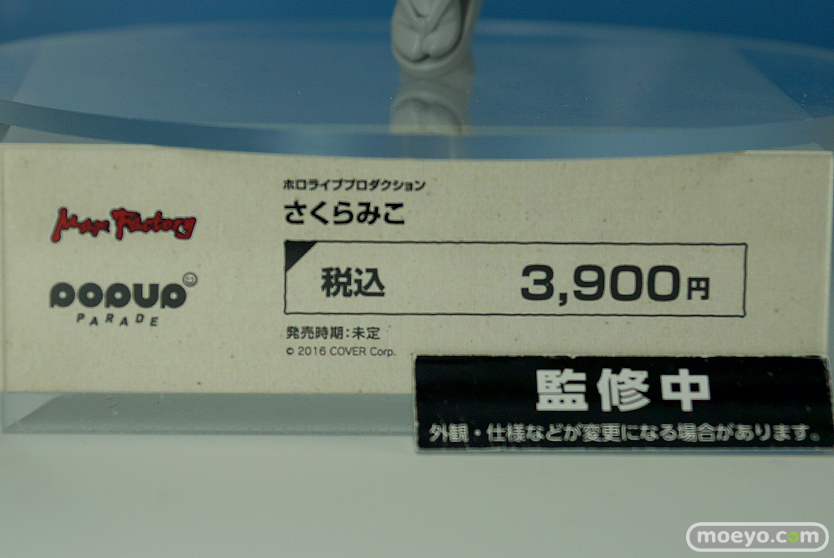 Max Factory
POPUP
PARADE
ホロライブプロダクション
さくらみこ
税込 3,900円
発売時期:未定
© 2016 COVER Corp.
監修中
外観・仕様などが変更になる場合があります。
moeyo.com